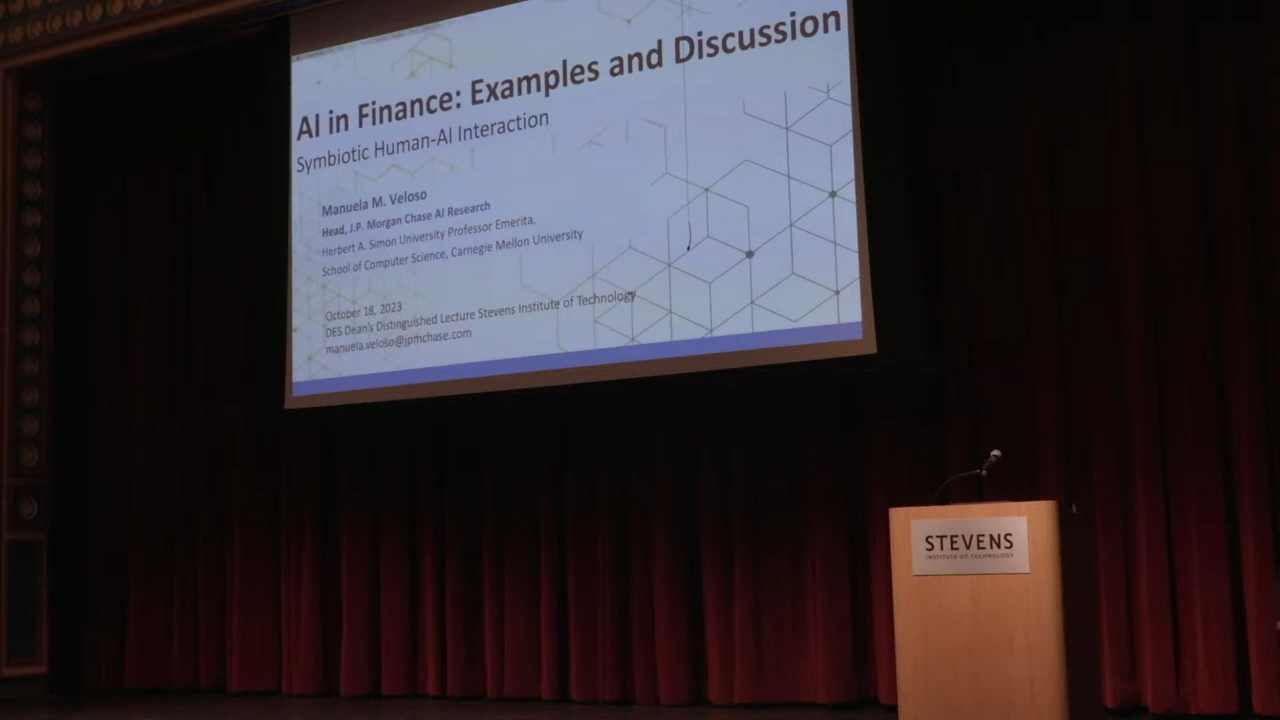 AI in Finance: Examples and Discussion
Symbiotic Human-AI Interaction
Manuela M. Veloso
Head, J.P. Morgan Chase AI Research
Herbert A. Simon University Professor Emerita,
School of Computer Science, Carnegie Mellon University
October 18, 2023
DES Dean's Distinguished Lecture Stevens Institute of Technology
manuela.veloso@jpmchase.com
STEVENS
INSTITUTE OF TECHNOLOGY